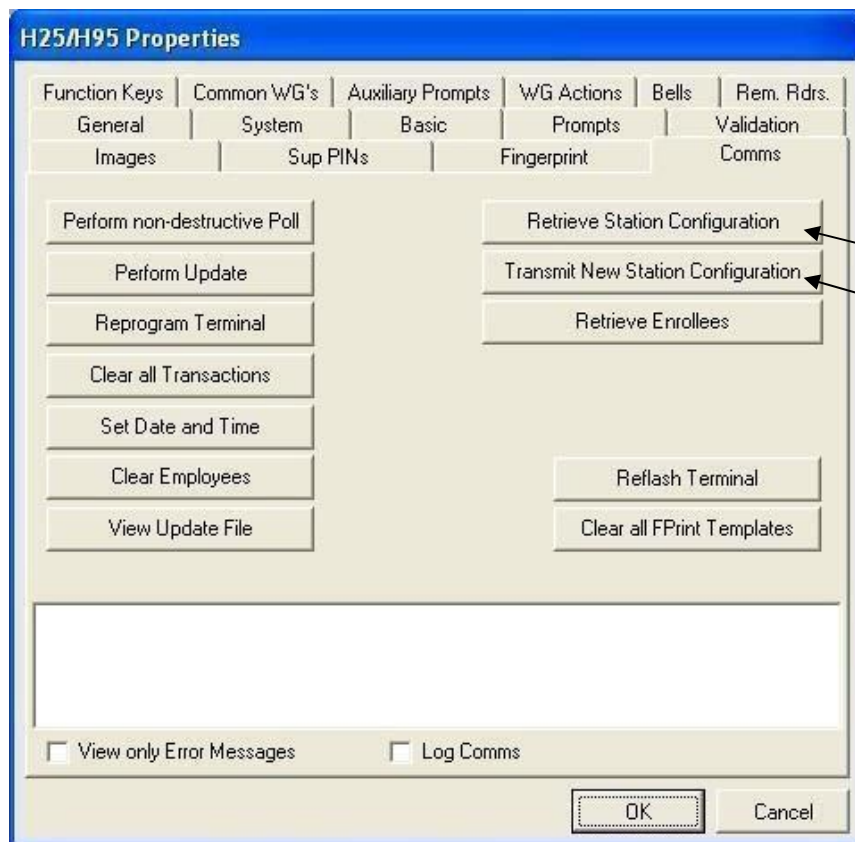 H25/H95 Properties
Function Keys Common WG's Auxiliary Prompts WG Actions Bells Rem. Rdrs.
General System Basic Prompts Validation
Images Sup PINs Fingerprint Comms
Perform non-destructive Poll Retrieve Station Configuration
Perform Update Transmit New Station Configuration
Reprogram Terminal Retrieve Enrollees
Clear all Transactions
Set Date and Time
Clear Employees Reflash Terminal
View Update File Clear all FPrint Templates
View only Error Messages Log Comms
OK Cancel